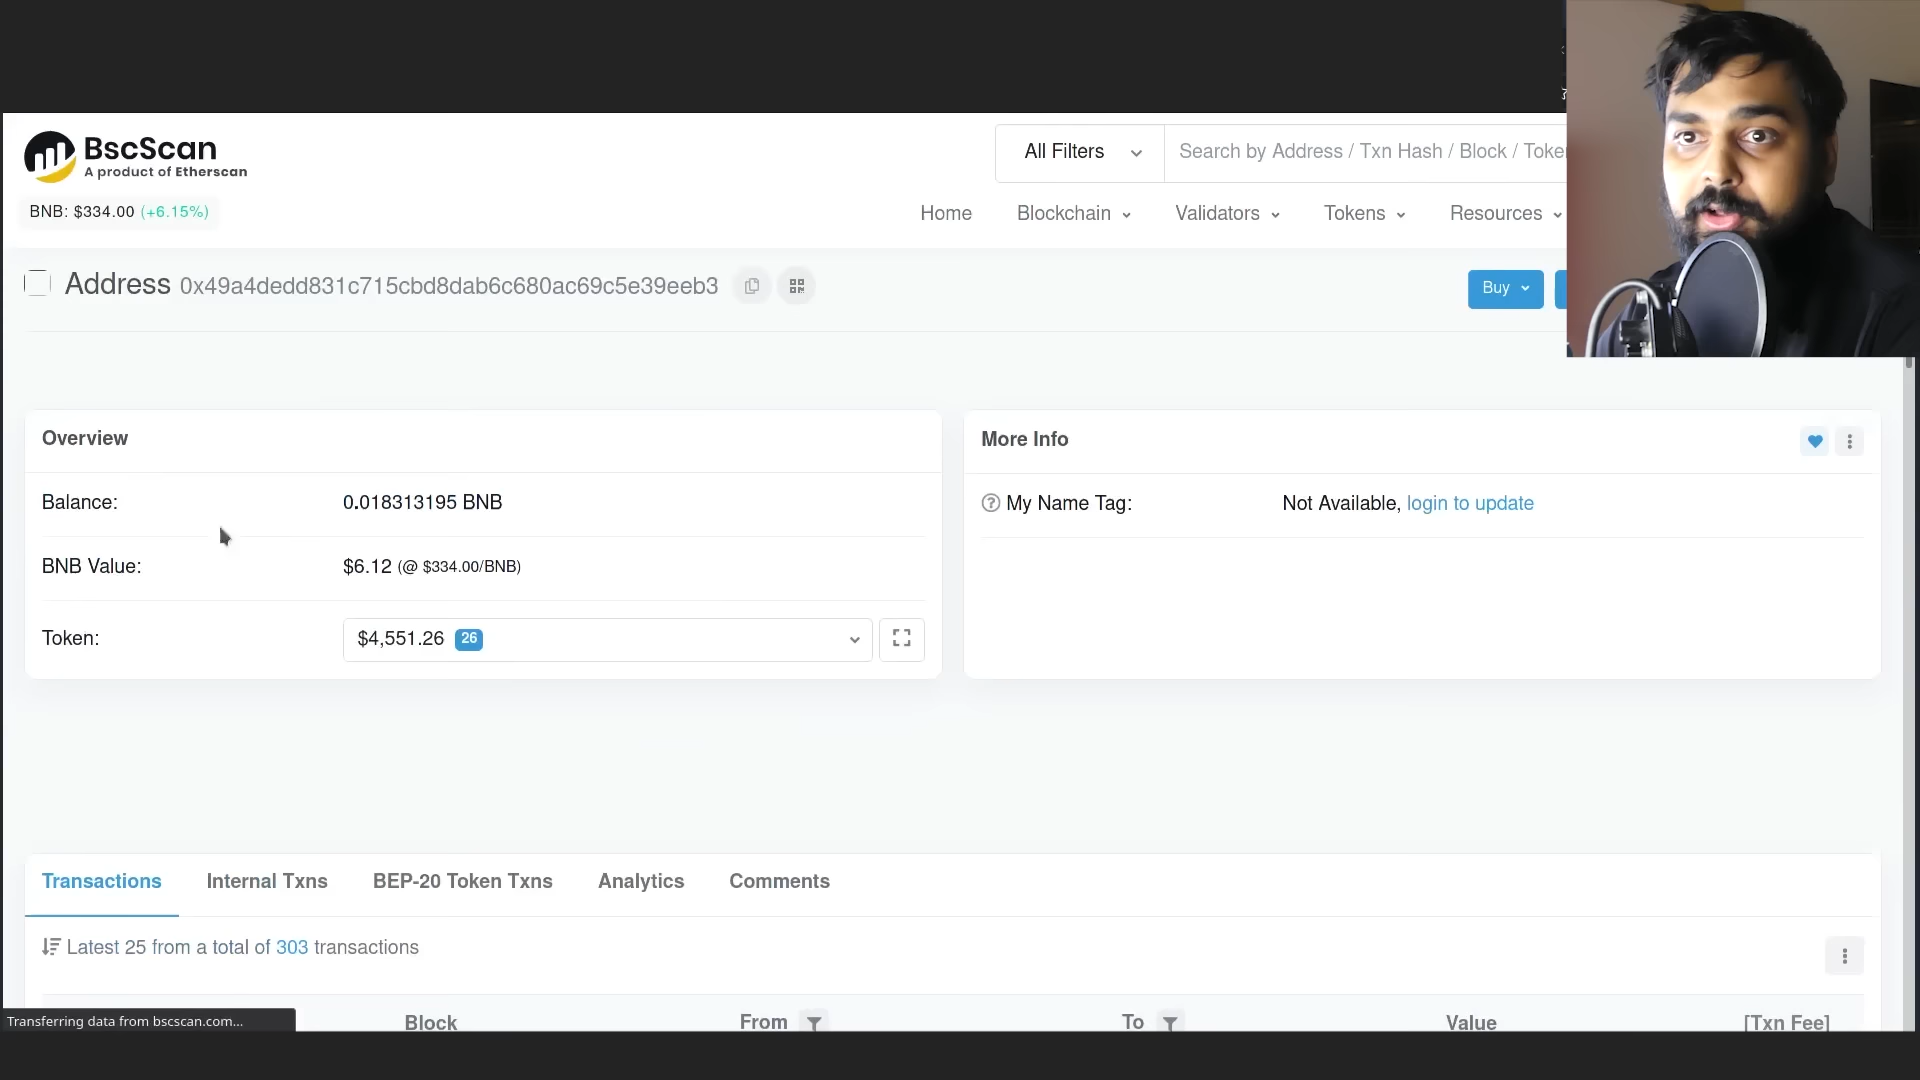 BscScan
A product of Etherscan
All Filters
Search by Address / Txn Hash / Block / Toke
BNB: $334.00 (+6.15%)
Home Blockchain Validators Tokens Resources
Address 0x49a4dedd831c715cbd8dab6c680ac69c5e39eeb3
Buy
Overview
Balance: 0.018313195 BNB
BNB Value: $6.12 (@ $334.00/BNB)
Token: $4,551.26 26
More Info
My Name Tag: Not Available, login to update
Transactions Internal Txns BEP-20 Token Txns Analytics Comments
Latest 25 from a total of 303 transactions
Block From To Value [Txn Fee]
Transferring data from bscscan.com...